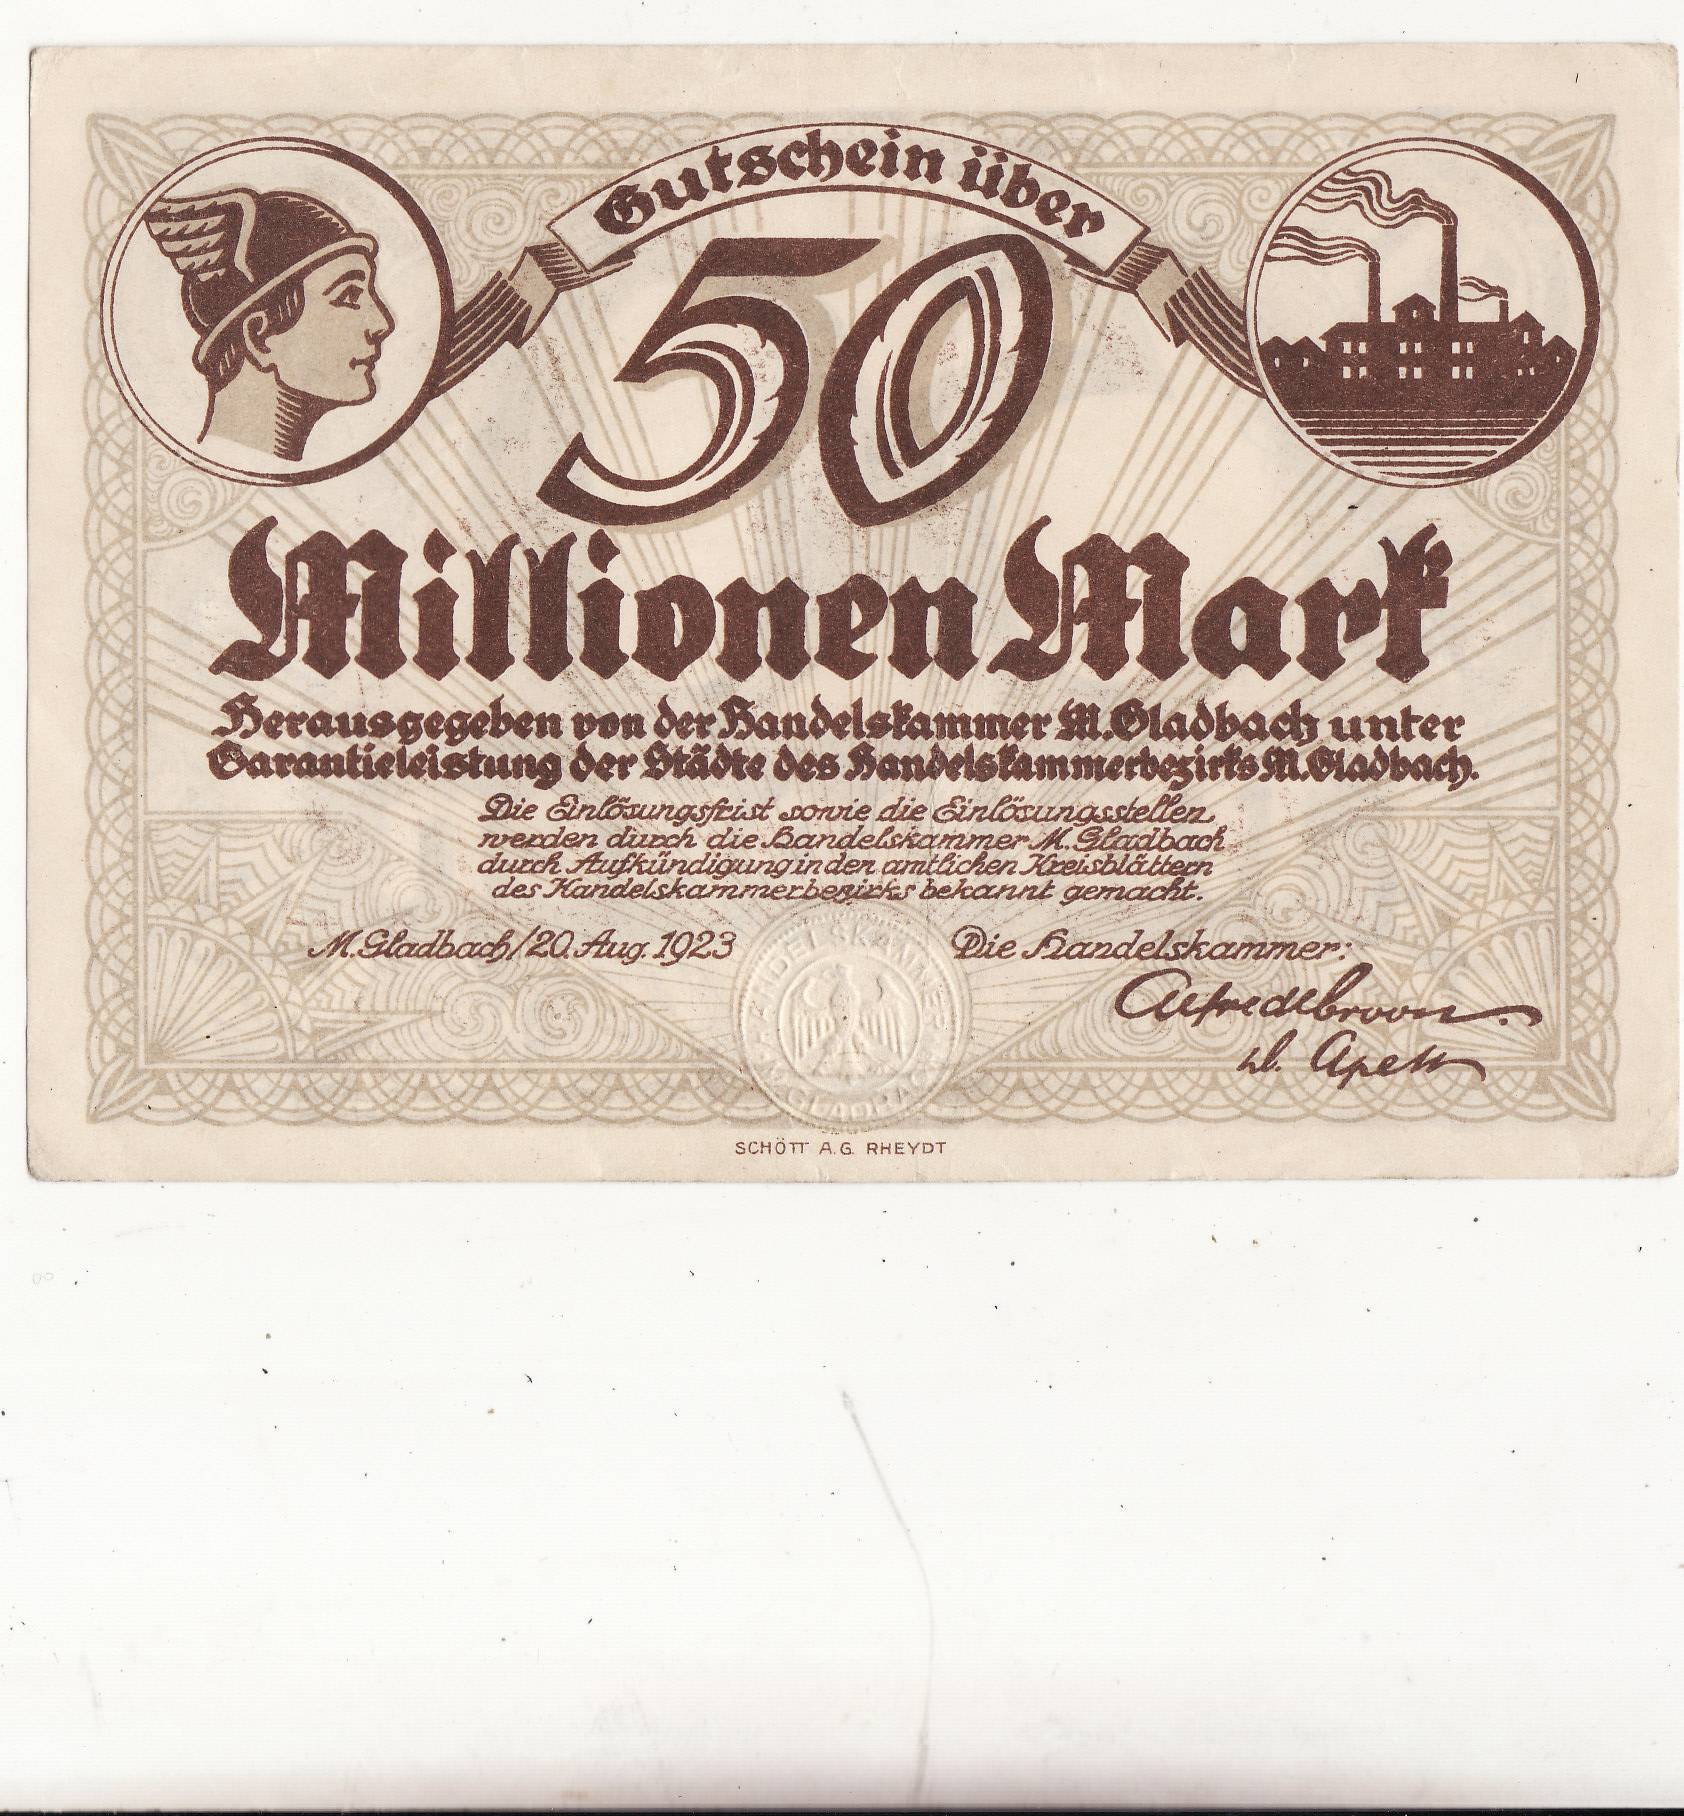 Gutschein über
50
Millionen Mark
Herausgegeben von der Handelskammer M.Gladbach unter
Garantieleistung der Städte des Handelskammerbezirks M.Gladbach.
Die Einlösungsfrist sowie die Einlösungsstellen
werden durch die Handelskammer M. Gladbach
durch Aufkündigung in den amtlichen Kreisblättern
des Handelskammerbezirks bekannt gemacht.
M. Gladbach/20. Aug. 1923
Die Handelskammer:
HANDELSKAMMER
GLADBACH
SCHÖTT A.G. RHEYDT